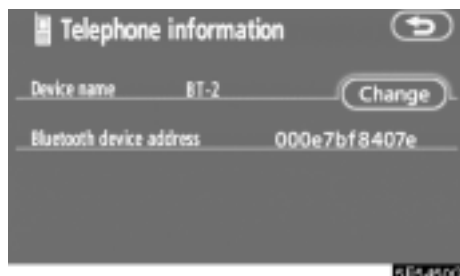 Telephone information
Device name BT-2 Change
Bluetooth device address 000e7bf8407e